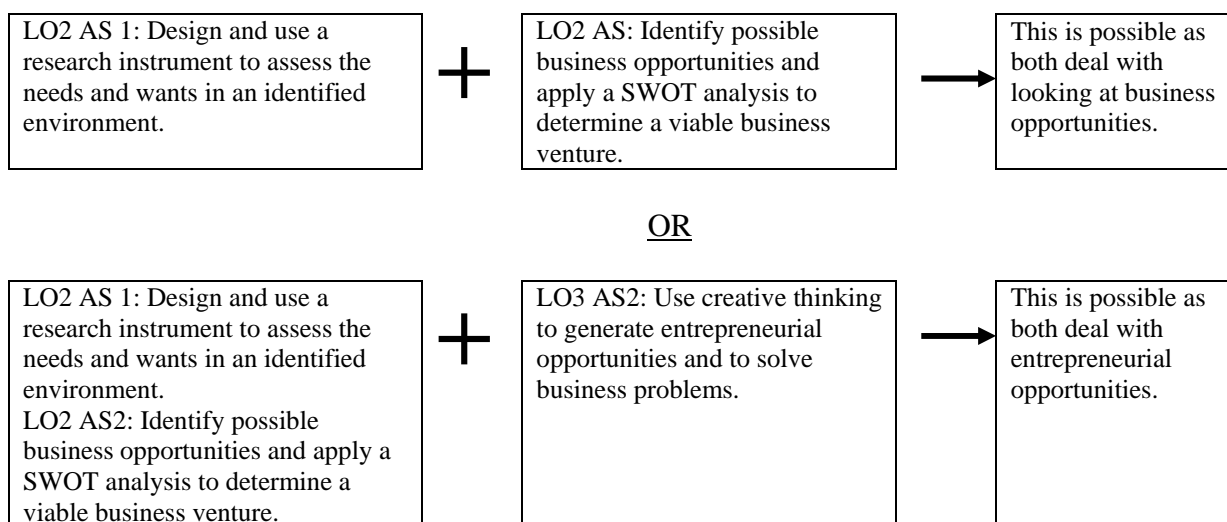 LO2 AS 1: Design and use a
research instrument to assess the
needs and wants in an identified
environment.
LO2 AS: Identify possible
business opportunities and
apply a SWOT analysis to
determine a viable business
venture.
This is possible as
both deal with
looking at business
opportunities.
OR
LO2 AS 1: Design and use a
research instrument to assess the
needs and wants in an identified
environment.
LO2 AS2: Identify possible
business opportunities and apply a
SWOT analysis to determine a
viable business venture.
LO3 AS2: Use creative thinking
to generate entrepreneurial
opportunities and to solve
business problems.
This is possible as
both deal with
entrepreneurial
opportunities.